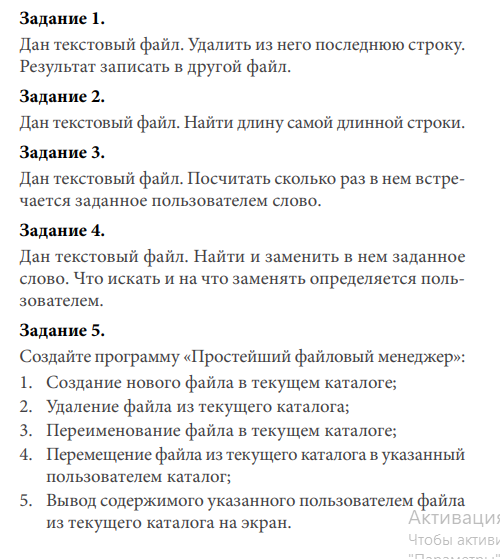 Задание 1.
Дан текстовый файл. Удалить из него последнюю строку.
Результат записать в другой файл.
Задание 2.
Дан текстовый файл. Найти длину самой длинной строки.
Задание 3.
Дан текстовый файл. Посчитать сколько раз в нем встре-
чается заданное пользователем слово.
Задание 4.
Дан текстовый файл. Найти и заменить в нем заданное
слово. Что искать и на что заменять определяется поль-
зователем.
Задание 5.
Создайте программу «Простейший файловый менеджер»:
1. Создание нового файла в текущем каталоге;
2. Удаление файла из текущего каталога;
3. Переименование файла в текущем каталоге;
4. Перемещение файла из текущего каталога в указанный
пользователем каталог;
5. Вывод содержимого указанного пользователем файла
из текущего каталога на экран.
Активация
Чтобы актив
"Параметры"